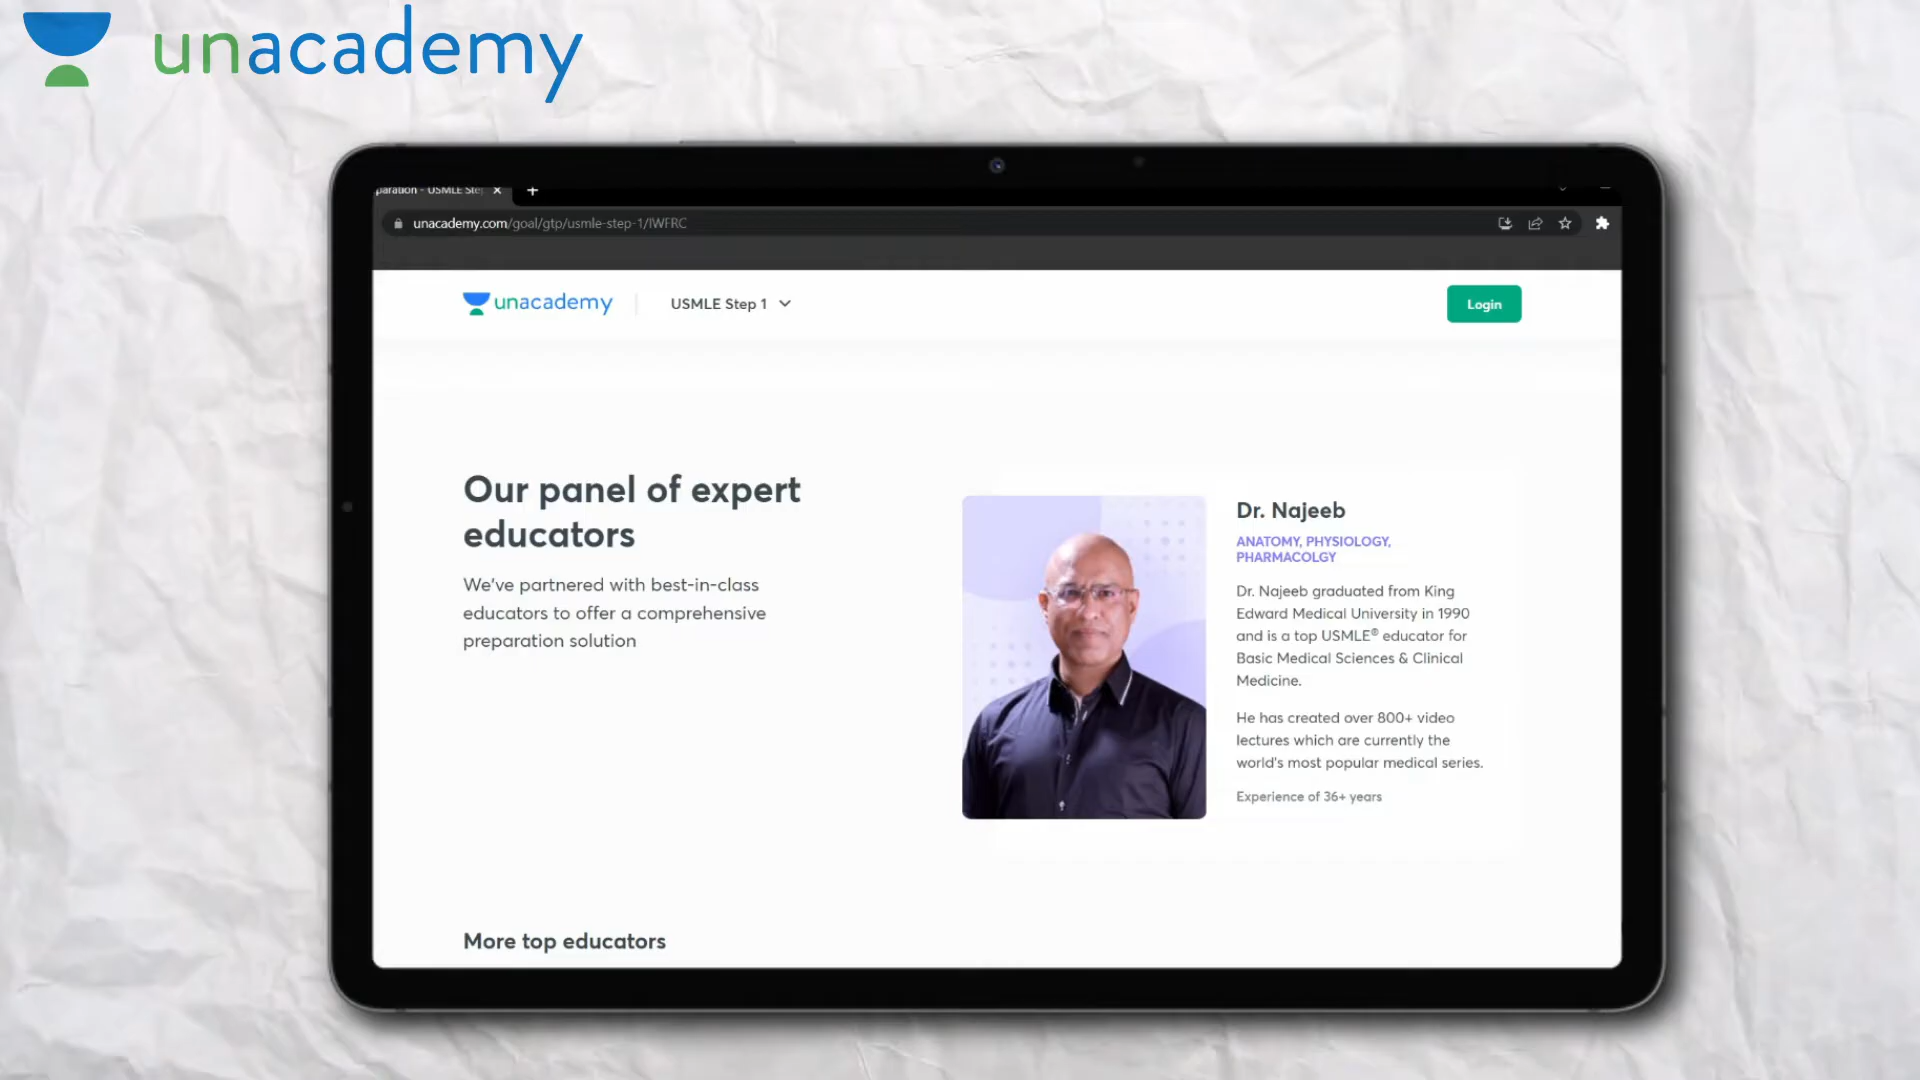 unacademy
paration - USMLE Step
unacademy.com/goal/gtp/usmle-step-1/IWFRC
unacademy
USMLE Step 1
Login
Our panel of expert
educators
We've partnered with best-in-class
educators to offer a comprehensive
preparation solution
Dr. Najeeb
ANATOMY, PHYSIOLOGY,
PHARMACOLGY
Dr. Najeeb graduated from King
Edward Medical University in 1990
and is a top USMLE® educator for
Basic Medical Sciences & Clinical
Medicine.
He has created over 800+ video
lectures which are currently the
world's most popular medical series.
Experience of 36+ years
More top educators